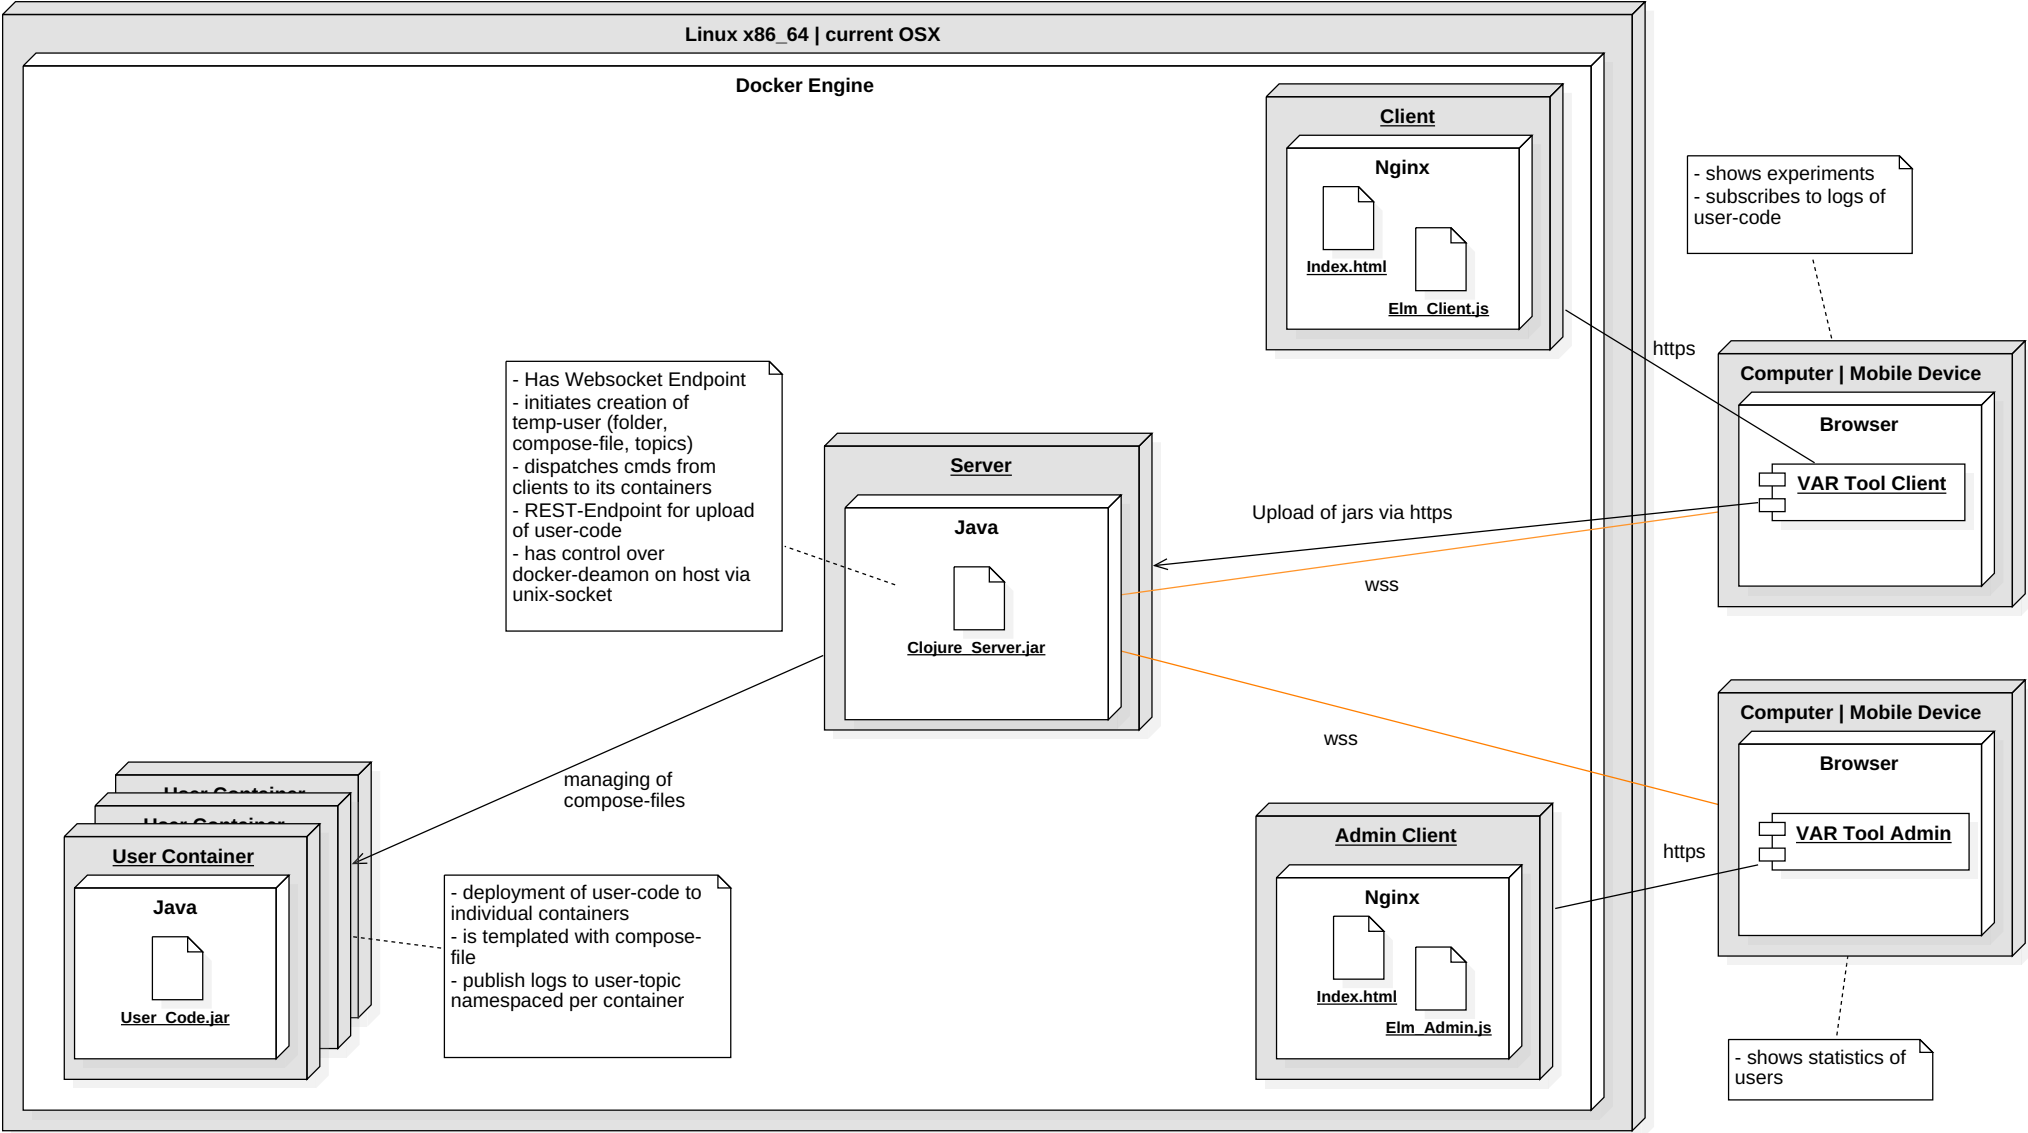 Linux x86_64 | current OSX
Docker Engine
Client
Nginx
Index.html
Elm_Client.js
- shows experiments
- subscribes to logs of
user-code
https
Computer | Mobile Device
Browser
VAR Tool Client
- Has Websocket Endpoint
- initiates creation of
temp-user (folder,
compose-file, topics)
- dispatches cmds from
clients to its containers
- REST-Endpoint for upload
of user-code
- has control over
docker-deamon on host via
unix-socket
Server
Java
Clojure_Server.jar
Upload of jars via https
wss
wss
managing of
compose-files
Computer | Mobile Device
Browser
VAR Tool Admin
https
User Container
User Container
User Container
Java
User_Code.jar
- deployment of user-code to
individual containers
- is templated with compose-
file
- publish logs to user-topic
namespaced per container
Admin Client
Nginx
Index.html
Elm_Admin.js
- shows statistics of
users